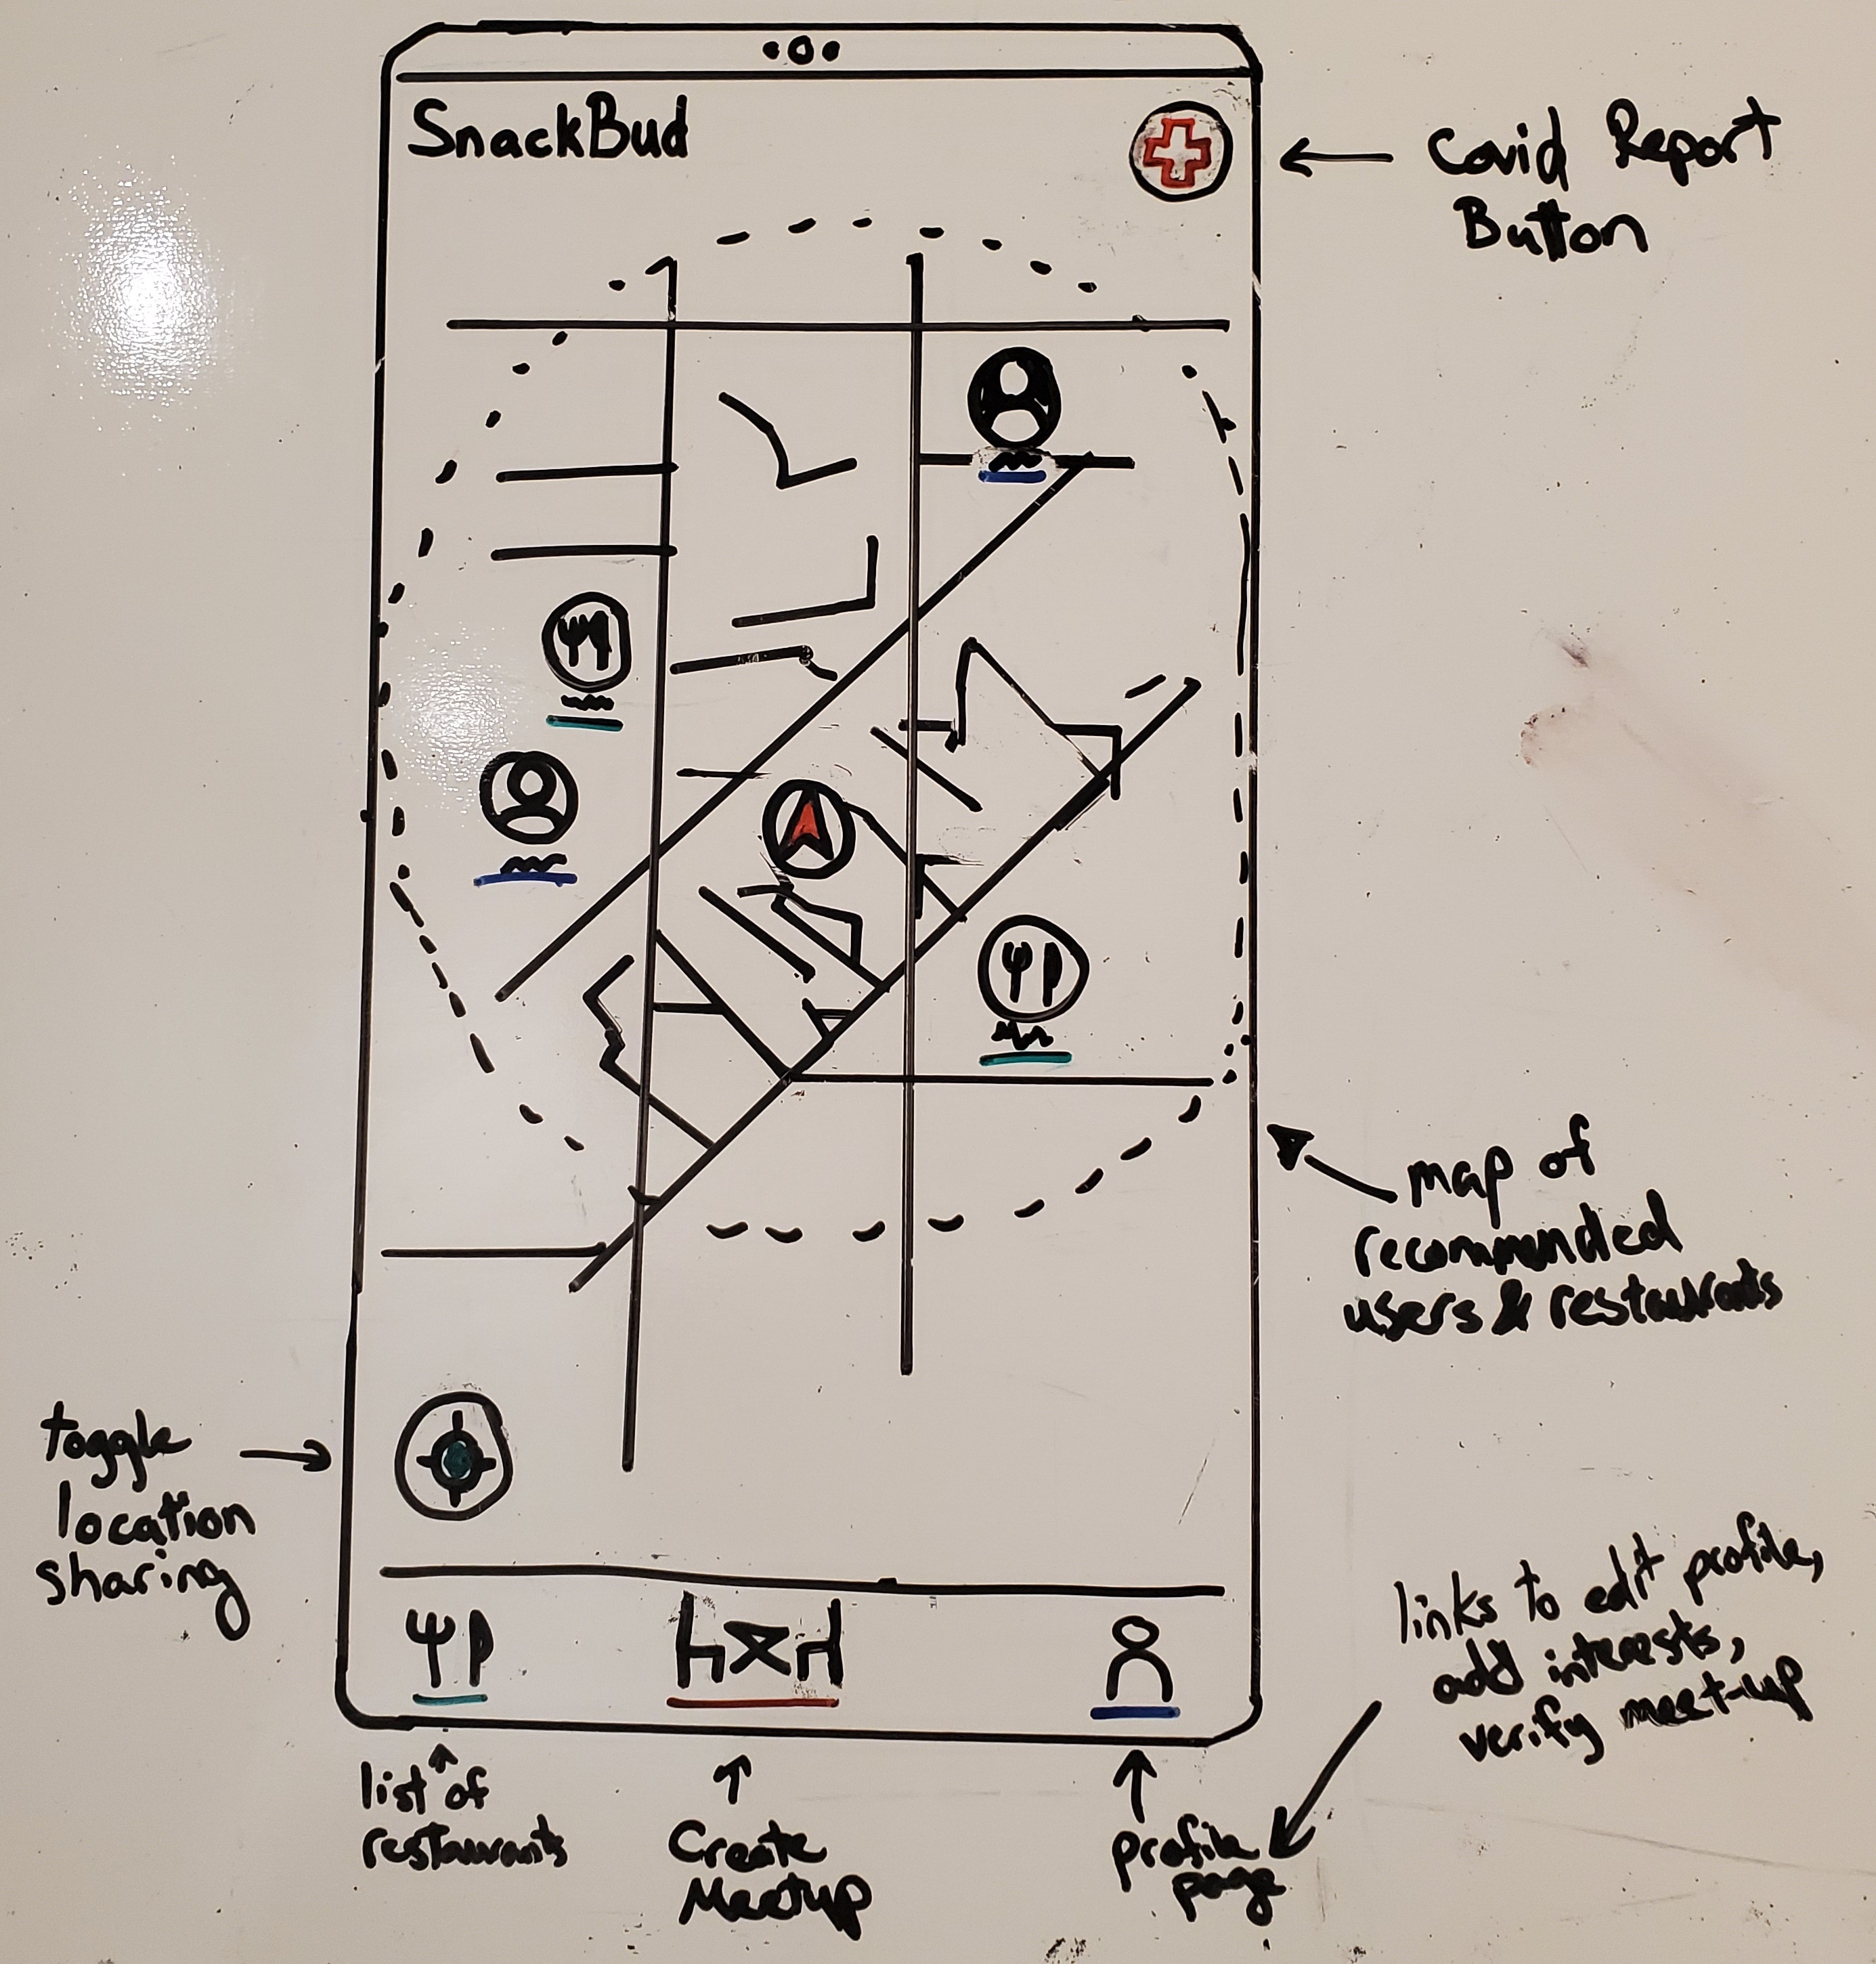 SnackBud
Covid Report
Button
map of
recommended
users & restaurants
toggle
location
sharing
links to edit profile,
add interests,
verify meet-up
list of
restaurants
Create
Meetup
profile
page